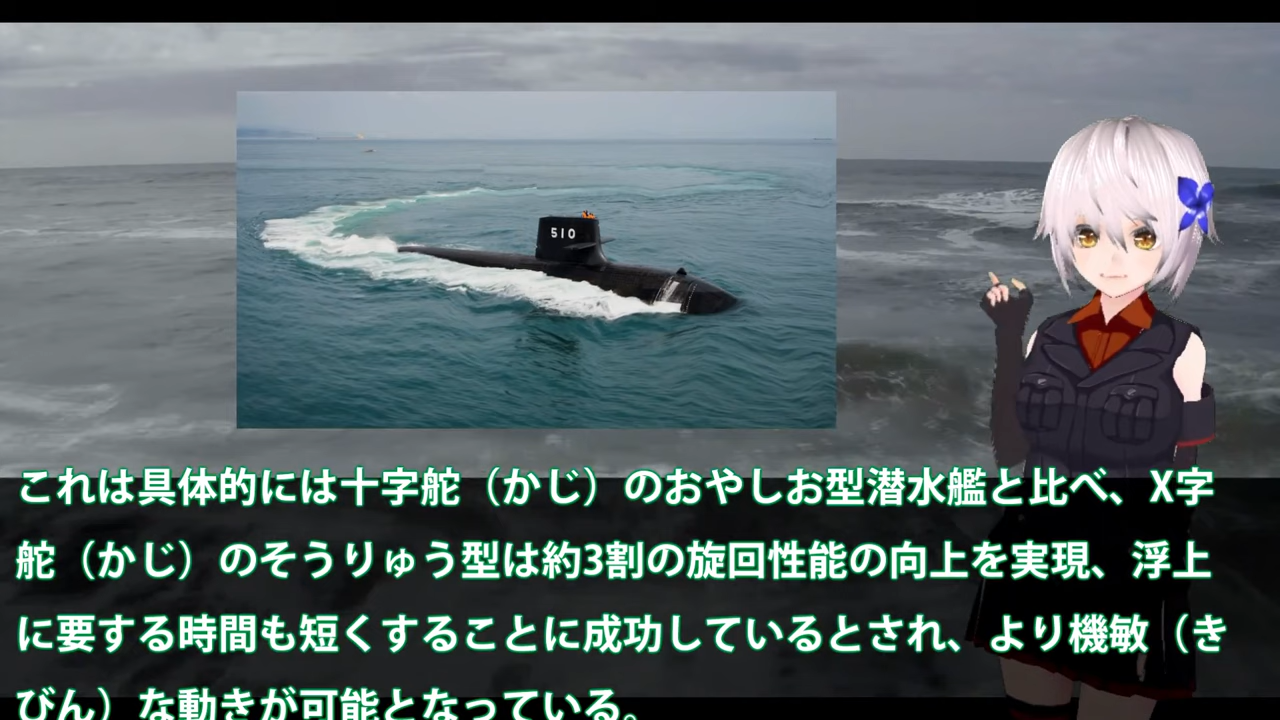 510
これは具体的には十字舵（かじ）のおやしお型潜水艦と比べ、X字
舵（かじ）のそうりゅう型は約3割の旋回性能の向上を実現、浮上
に要する時間も短くすることに成功しているとされ、より機敏（き
びん）な動きが可能となっている。